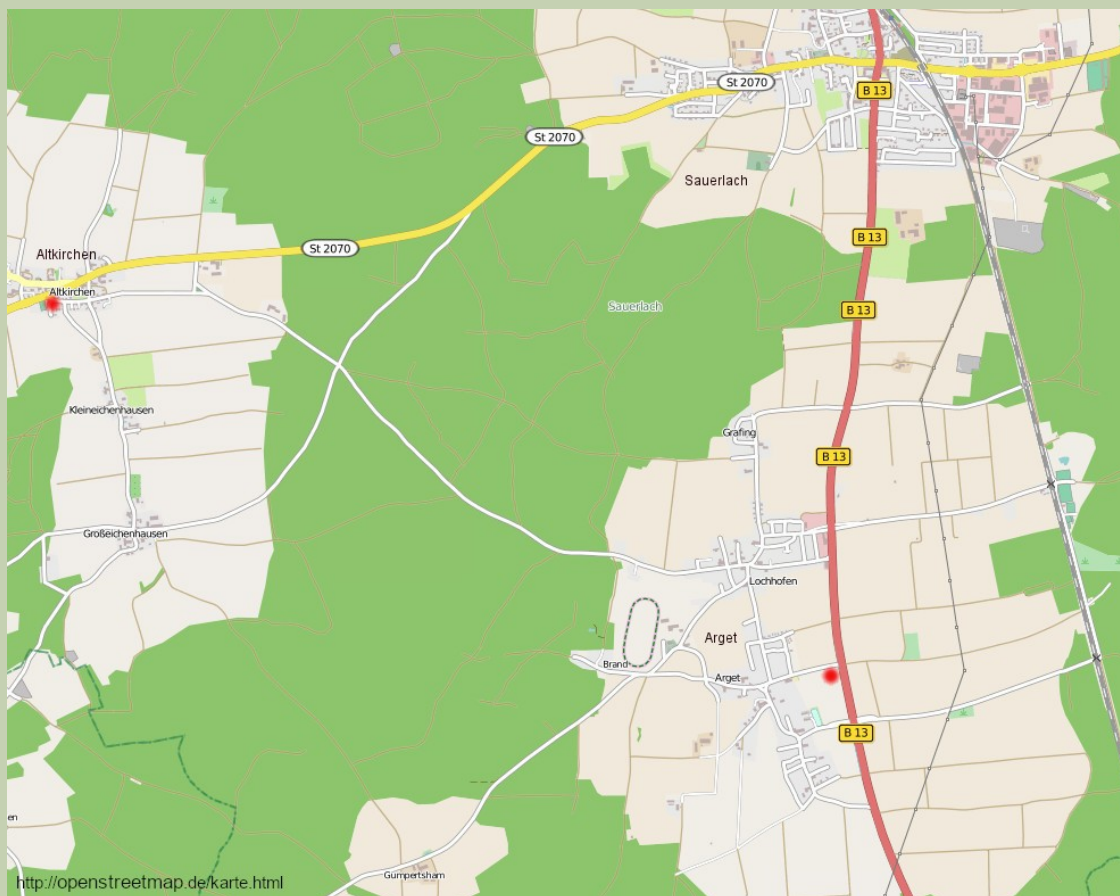 St 2070
B 13
St 2070
Sauerlach
Altkirchen
St 2070
B 13
Altkirchen
Sauerlach
B 13
Kleineichenhausen
Grafing
B 13
Großeichenhausen
Lochhofen
Arget
Brand
Arget
B 13
en
Gumpertsham
http://openstreetmap.de/karte.html